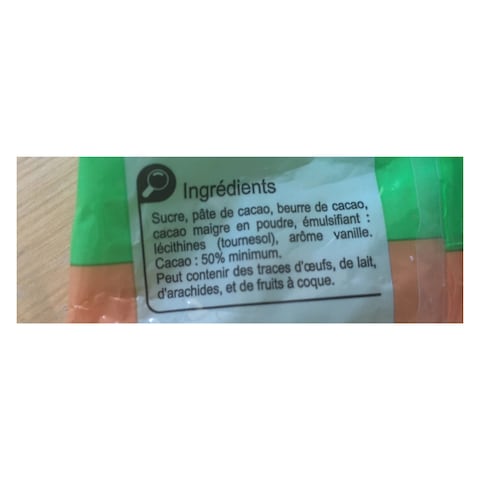 Ingrédients
Sucre, pâte de cacao, beurre de cacao,
cacao maigre en poudre, émulsifiant :
lécithines (tournesol), arôme vanille.
Cacao : 50% minimum.
Peut contenir des traces d'œufs, de lait,
d'arachides, et de fruits à coque.